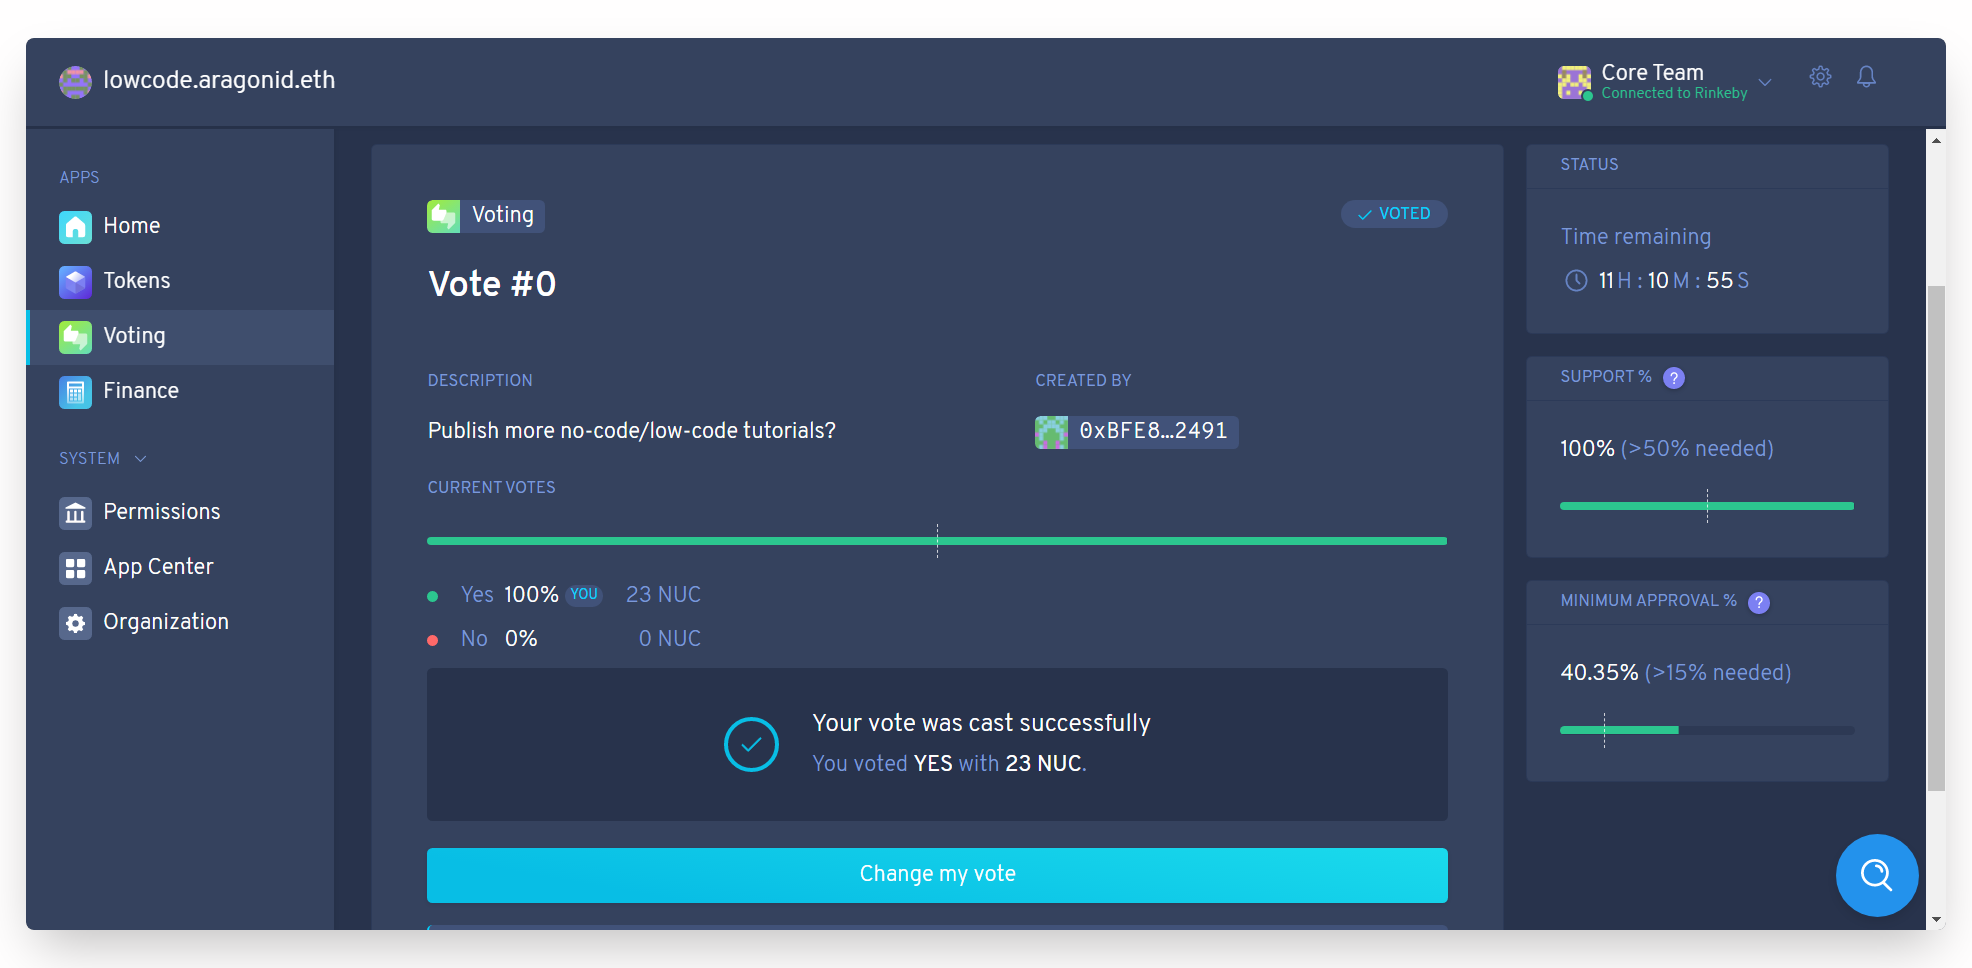 lowcode.aragonid.eth
Core Team
Connected to Rinkeby
APPS
Home
Tokens
Voting
Finance
SYSTEM
Permissions
App Center
Organization
Voting
VOTED
Vote #0
DESCRIPTION
Publish more no-code/low-code tutorials?
CREATED BY
0xBFE8…2491
CURRENT VOTES
Yes 100% YOU 23 NUC
No 0% 0 NUC
Your vote was cast successfully
You voted YES with 23 NUC.
Change my vote
STATUS
Time remaining
11 H : 10 M : 55 S
SUPPORT % ?
100% (>50% needed)
MINIMUM APPROVAL % ?
40.35% (>15% needed)